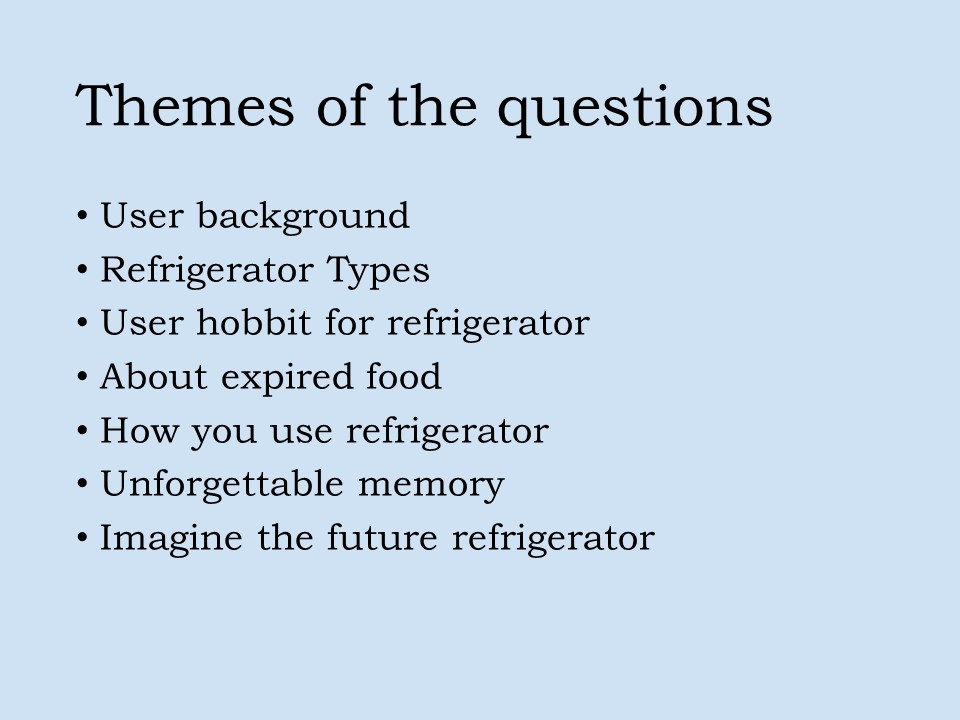 Themes of the questions
• User background
• Refrigerator Types
• User hobbit for refrigerator
• About expired food
• How you use refrigerator
• Unforgettable memory
• Imagine the future refrigerator